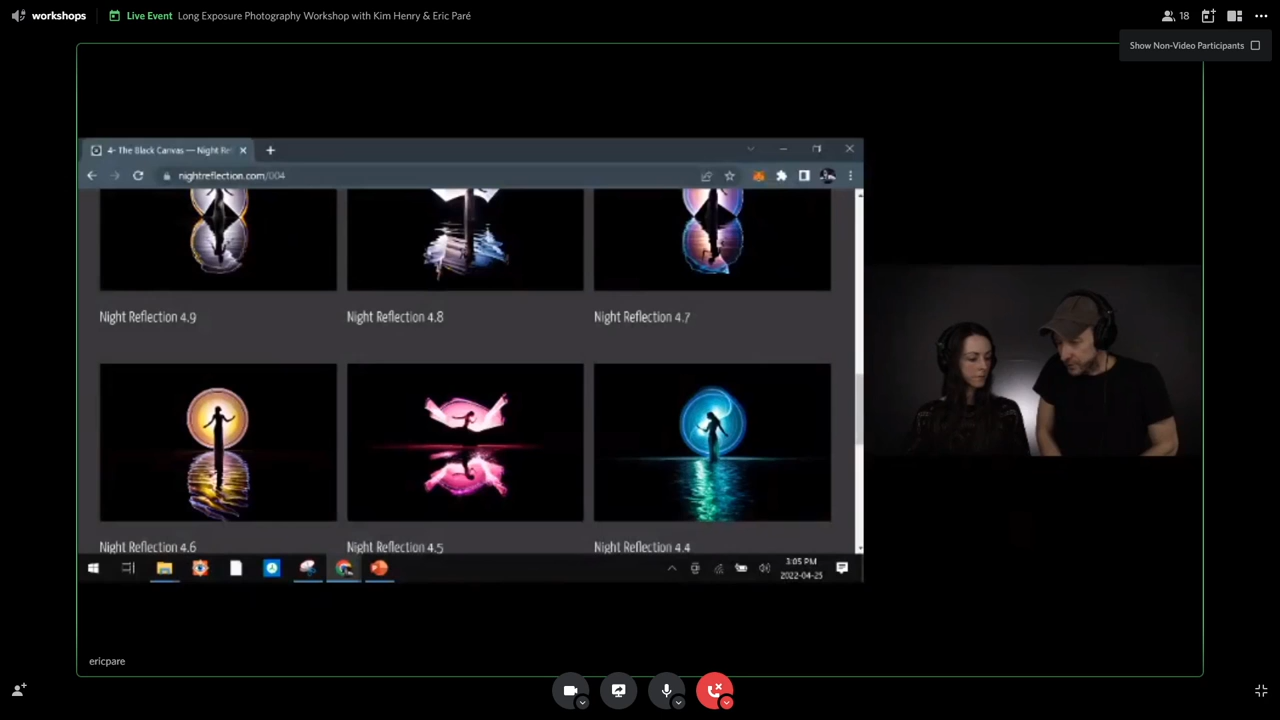 workshops
Live Event Long Exposure Photography Workshop with Kim Henry & Eric Paré
18
Show Non-Video Participants
4- The Black Canvas — Night Ref
nightreflection.com/004
Night Reflection 4.9
Night Reflection 4.8
Night Reflection 4.7
Night Reflection 4.6
Night Reflection 4.5
Night Reflection 4.4
3:05 PM
2022-04-25
ericpare